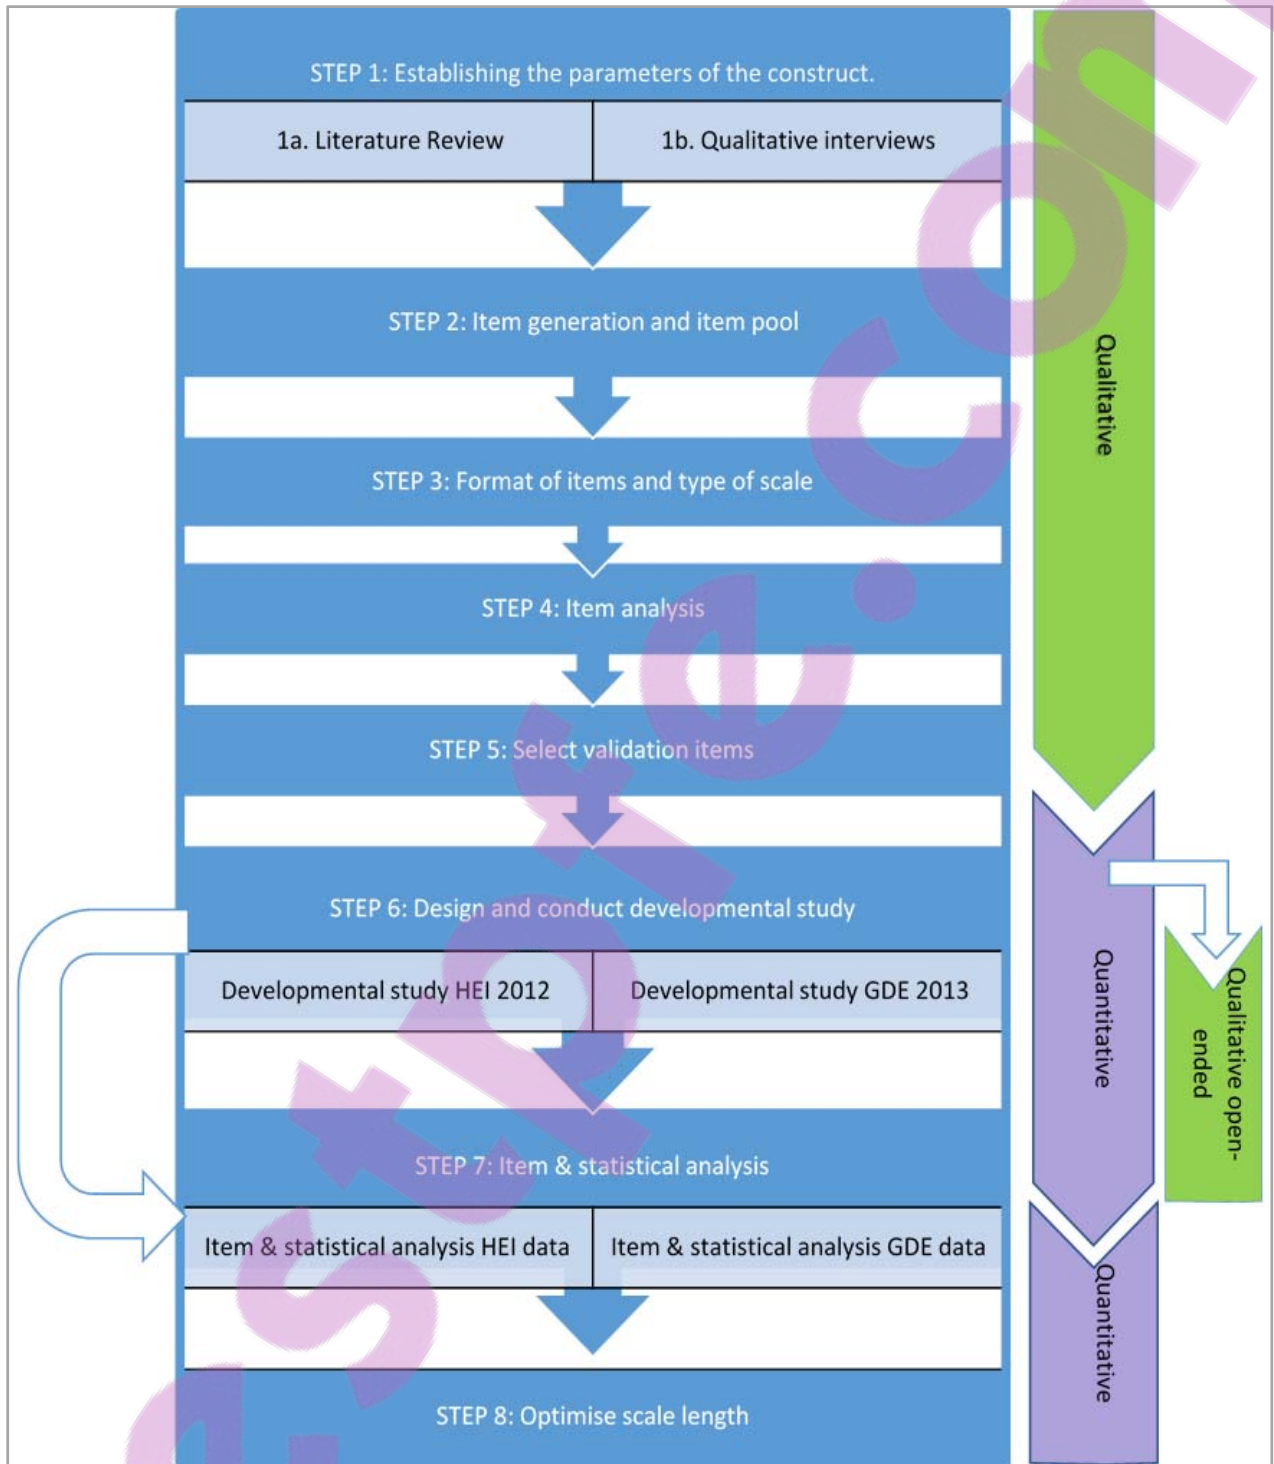 STEP 1: Establishing the parameters of the construct.
1a. Literature Review
1b. Qualitative interviews
STEP 2: Item generation and item pool
STEP 3: Format of items and type of scale
STEP 4: Item analysis
STEP 5: Select validation items
STEP 6: Design and conduct developmental study
Developmental study HEI 2012
Developmental study GDE 2013
STEP 7: Item & statistical analysis
Item & statistical analysis HEI data
Item & statistical analysis GDE data
STEP 8: Optimise scale length
Qualitative
Quantitative
Qualitative open-
ended
Quantitative
estpfe.com